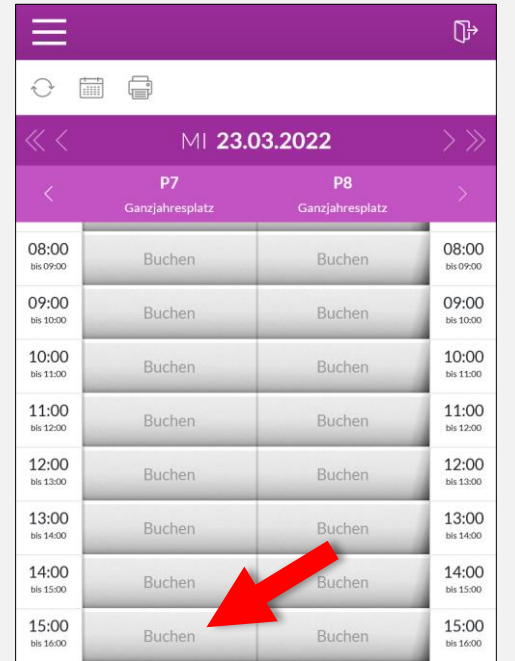 MI 23.03.2022
P7 P8
Ganzjahresplatz Ganzjahresplatz
08:00 Buchen Buchen 08:00
bis 09:00 bis 09:00
09:00 Buchen Buchen 09:00
bis 10:00 bis 10:00
10:00 Buchen Buchen 10:00
bis 11:00 bis 11:00
11:00 Buchen Buchen 11:00
bis 12:00 bis 12:00
12:00 Buchen Buchen 12:00
bis 13:00 bis 13:00
13:00 Buchen Buchen 13:00
bis 14:00 bis 14:00
14:00 Buchen Buchen 14:00
bis 15:00 bis 15:00
15:00 Buchen Buchen 15:00
bis 16:00 bis 16:00